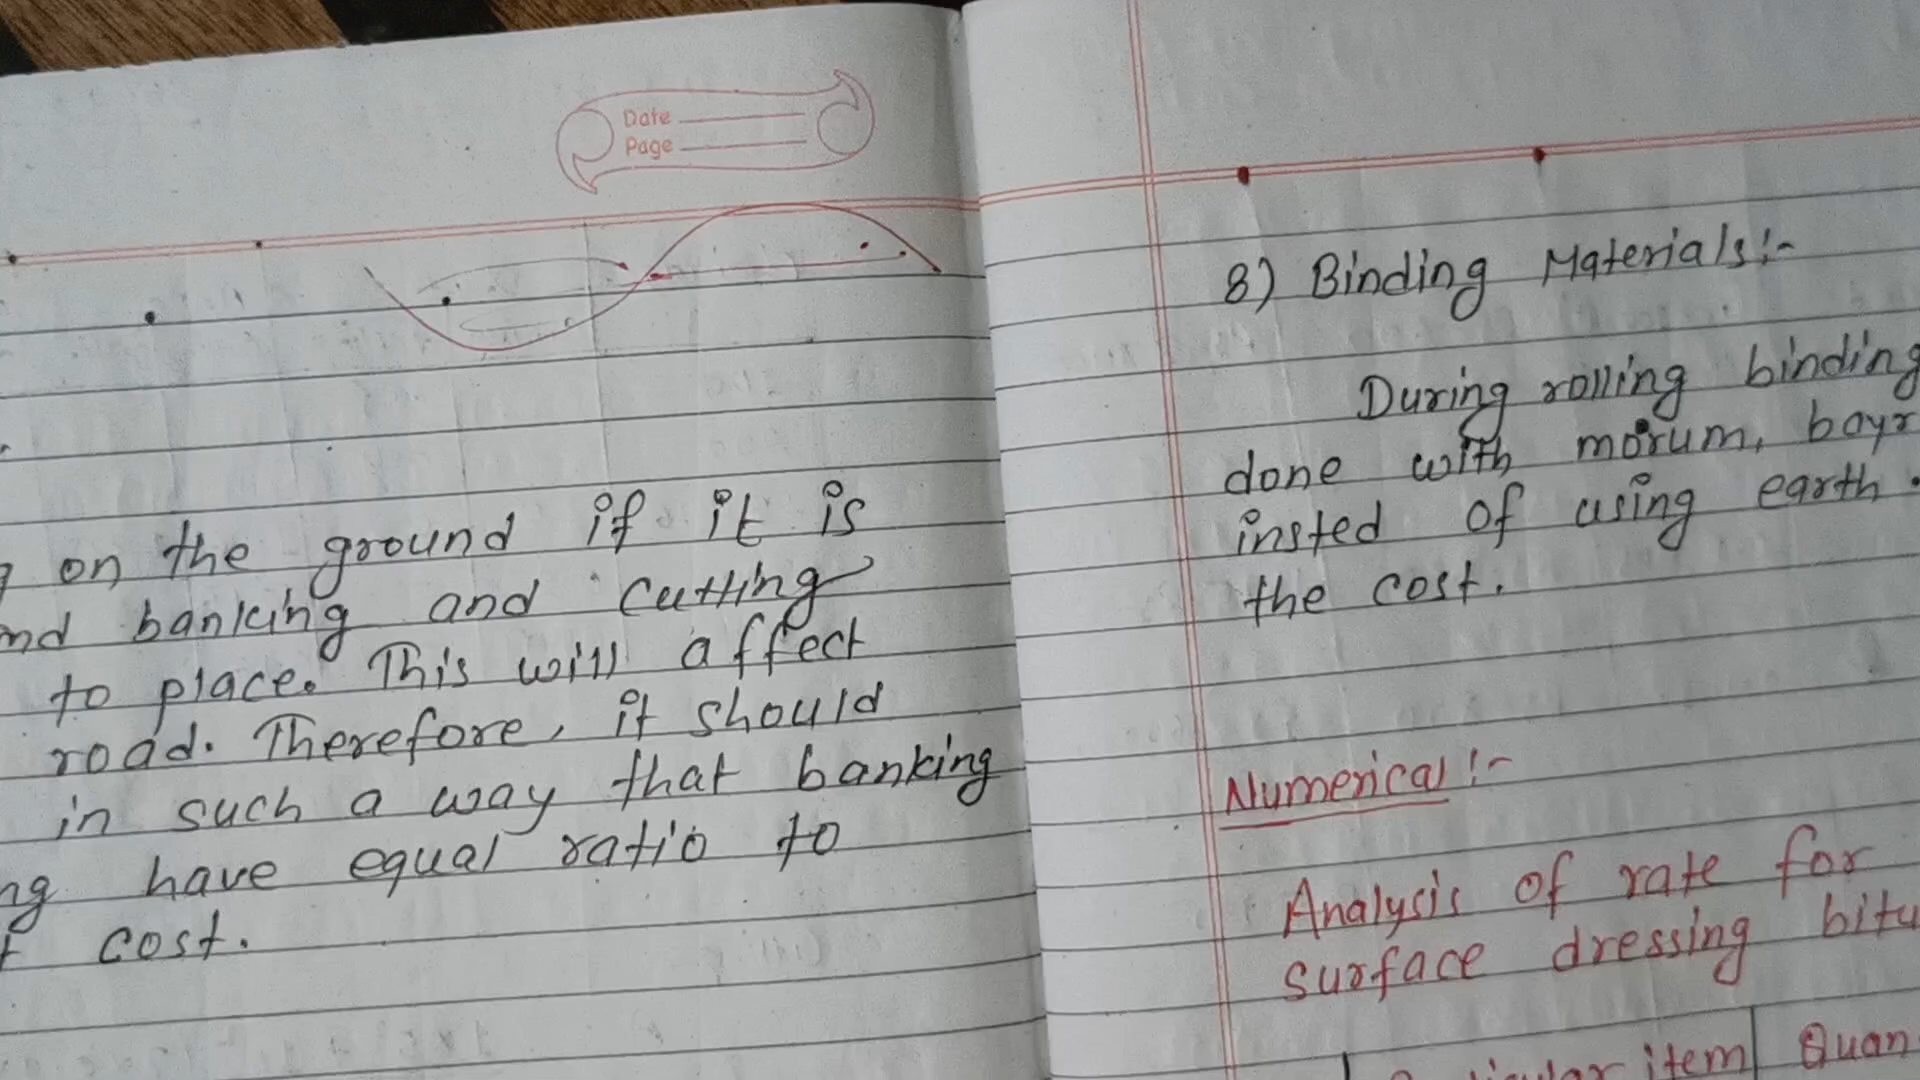 Date
Page
on the ground if it is
banking and cutting
to place. This will affect
road. Therefore, it should
in such a way that banking
have equal ratio to
cost.
8) Binding Materials:-
During rolling binding
done with morum,
insted of using earth.
the cost.
Numerical :-
Analysis of rate for
surface dressing
item